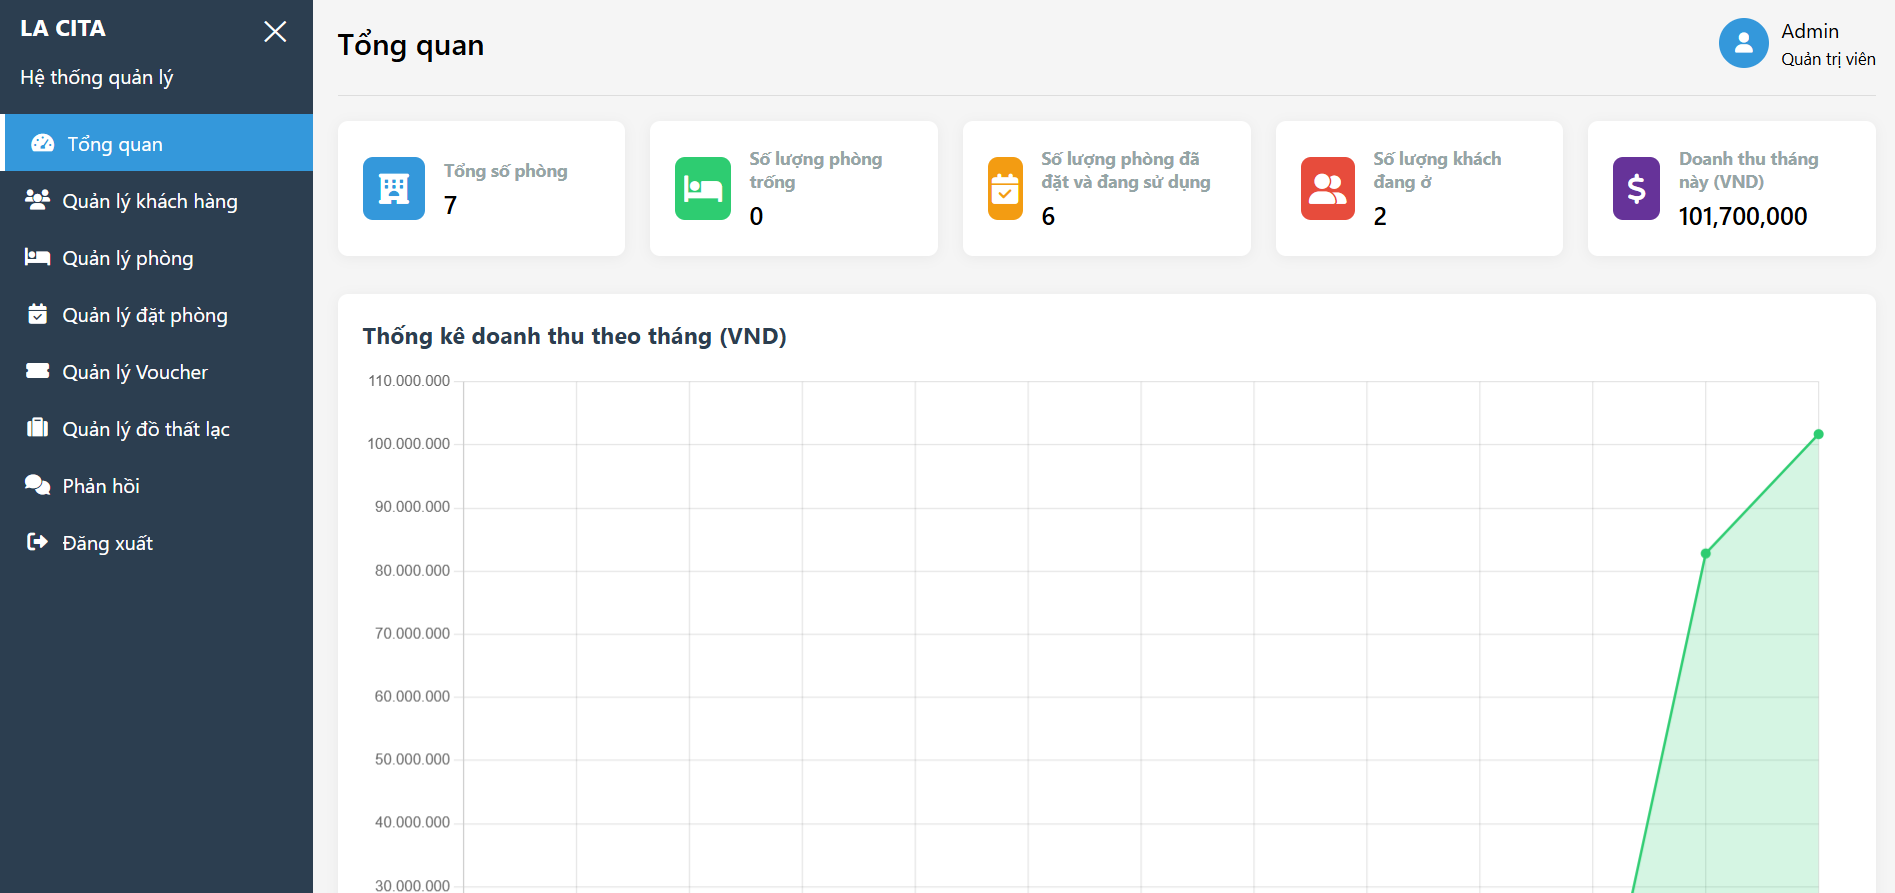 LA CITA
Hệ thống quản lý
Tổng quan
Quản lý khách hàng
Quản lý phòng
Quản lý đặt phòng
Quản lý Voucher
Quản lý đồ thất lạc
Phản hồi
Đăng xuất
Tổng quan
Admin
Quản trị viên
Tổng số phòng
7
Số lượng phòng
trống
0
Số lượng phòng đã
đặt và đang sử dụng
6
Số lượng khách
đang ở
2
Doanh thu tháng
này (VND)
101,700,000
Thống kê doanh thu theo tháng (VND)
110.000.000
100.000.000
90.000.000
80.000.000
70.000.000
60.000.000
50.000.000
40.000.000
30.000.000